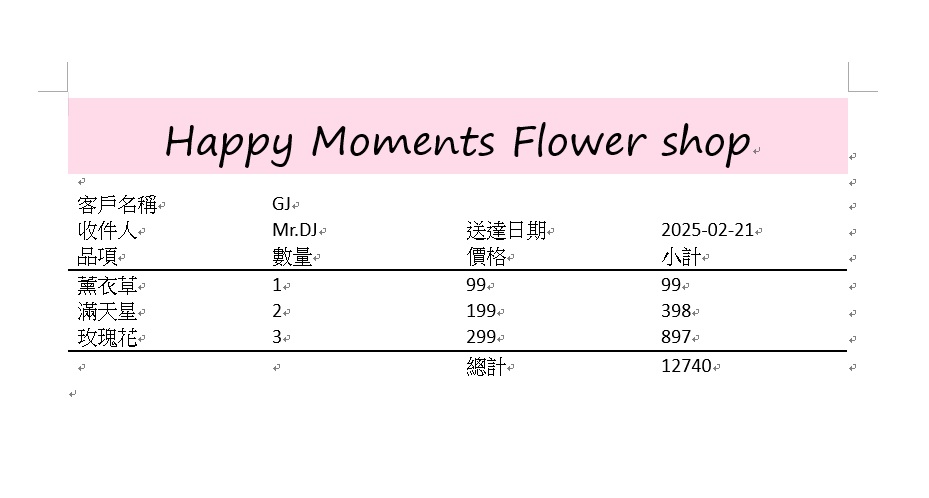 Happy Moments Flower shop
客戶名稱 GJ
收件人 Mr.DJ 送達日期 2025-02-21
品項 數量 價格 小計
薰衣草 1 99 99
滿天星 2 199 398
玫瑰花 3 299 897
總計 12740